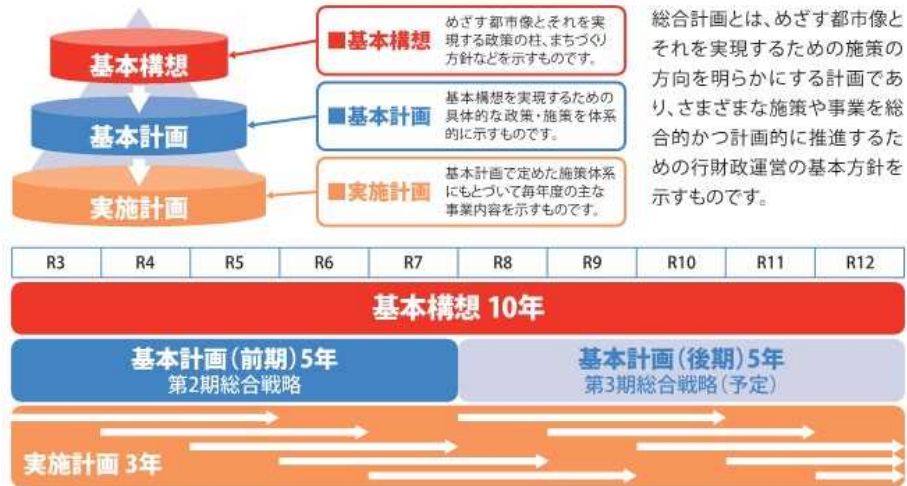 基本構想
基本計画
実施計画
■基本構想
めざす都市像とそれを実
現する政策の柱、まちづくり
方針などを示すものです。
■基本計画
基本構想を実現するための
具体的な政策・施策を体系
的に示すものです。
■実施計画
基本計画で定めた施策体系
にもとづいて毎年度の主な
事業内容を示すものです。
総合計画とは、めざす都市像と
それを実現するための施策の
方向を明らかにする計画であ
り、さまざまな施策や事業を総
合的かつ計画的に推進するた
めの行財政運営の基本方針を
示すものです。
R3 R4 R5 R6 R7 R8 R9 R10 R11 R12
基本構想 10年
基本計画(前期)5年
第2期総合戦略
基本計画(後期)5年
第3期総合戦略(予定)
実施計画 3年